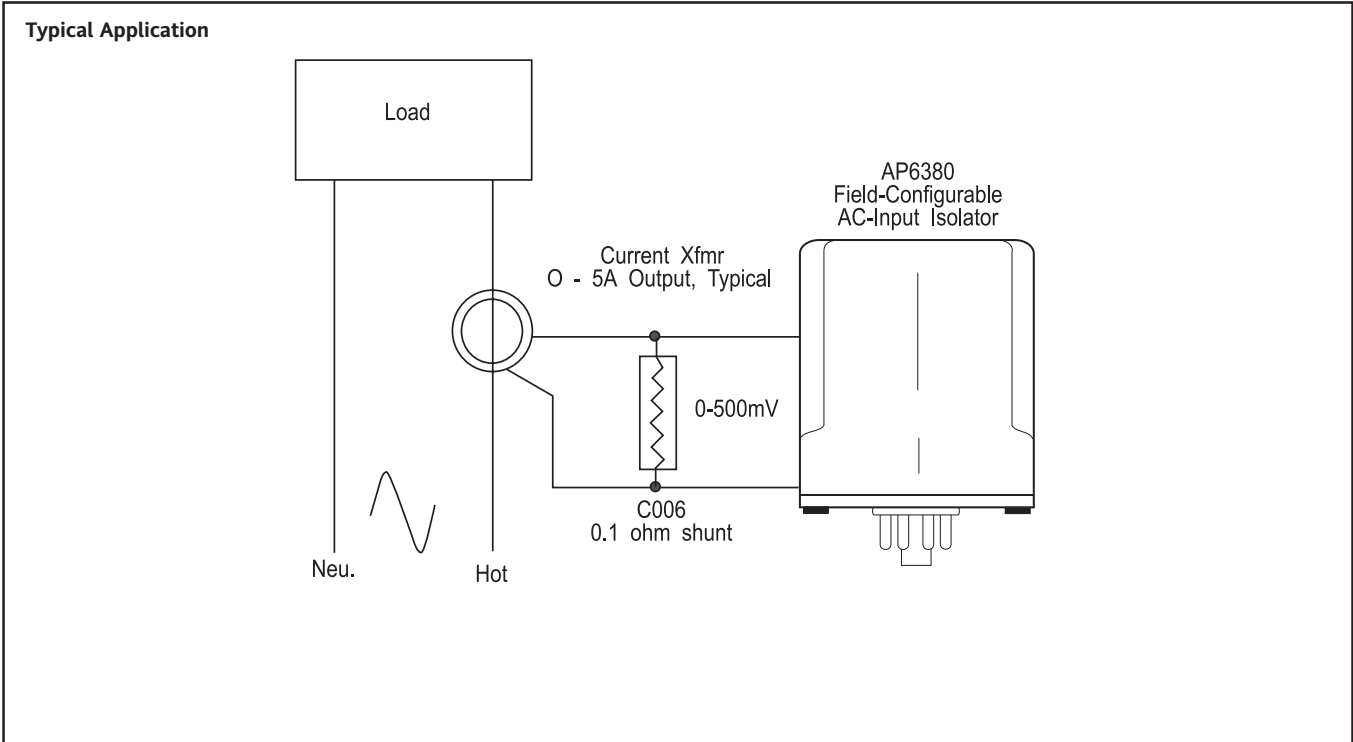 Typical Application
Load
AP6380
Field-Configurable
AC-Input Isolator
Current Xfmr
O - 5A Output, Typical
0-500mV
C006
0.1 ohm shunt
Neu.
Hot